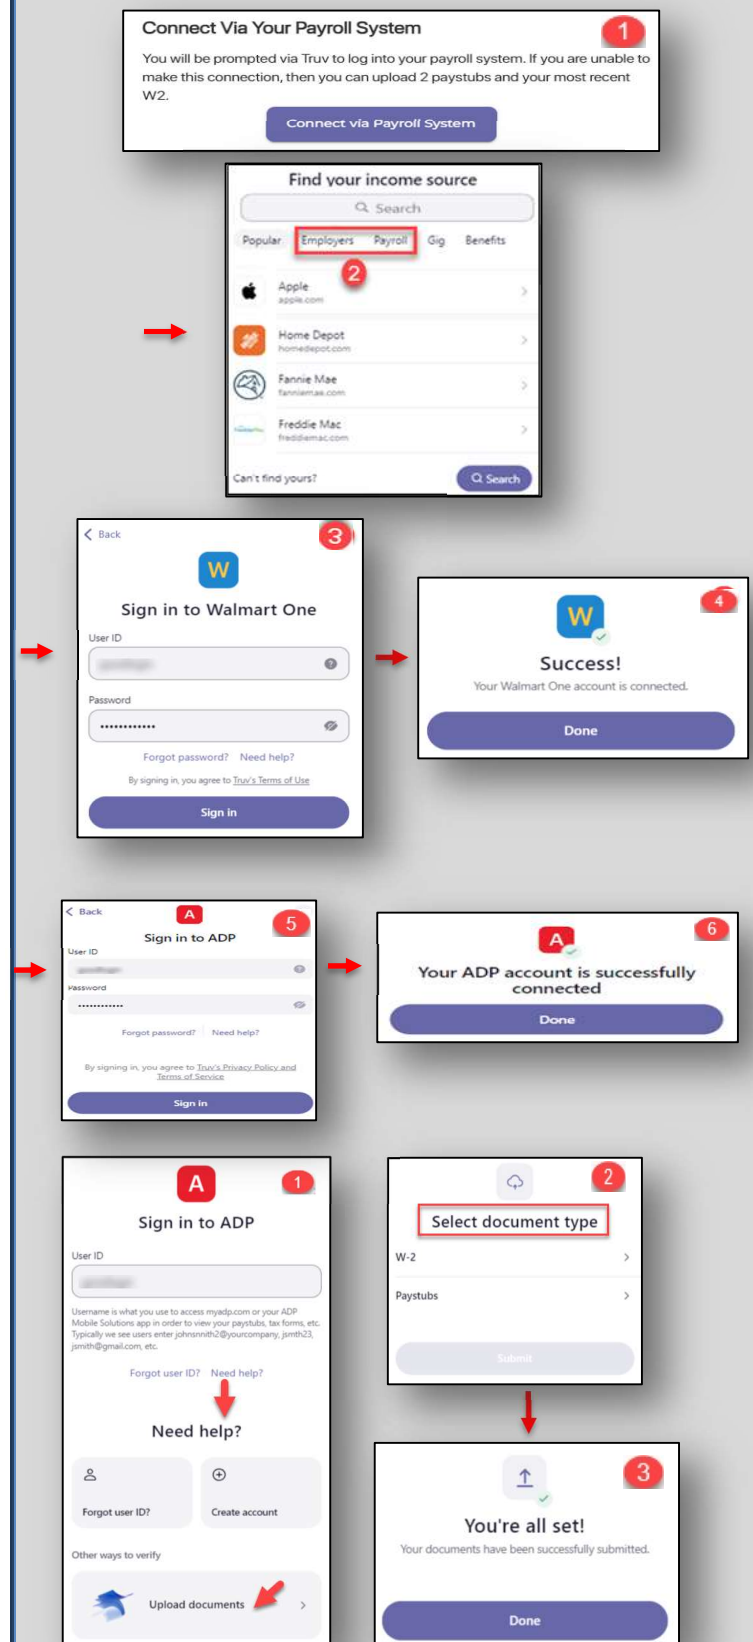 Connect Via Your Payroll System
1
You will be prompted via Truv to log into your payroll system. If you are unable to
make this connection, then you can upload 2 paystubs and your most recent
W2.
Connect via Payroll System
Find your income source
Search
Popular Employers Payroll Gig Benefits
2
Apple
apple.com
Home Depot
homedepot.com
Fannie Mae
fanniemae.com
Freddie Mac
freddiemac.com
Can't find yours?
Search
Back
3
W
Sign in to Walmart One
User ID
Password
Forgot password? Need help?
By signing in, you agree to Truv's Terms of Use
Sign in
4
W
Success!
Your Walmart One account is connected.
Done
Back
A
5
Sign in to ADP
User ID
Password
Forgot password? Need help?
By signing in, you agree to Truv's Privacy Policy and
Terms of Service
Sign in
6
A
Your ADP account is successfully
connected
Done
A
1
Sign in to ADP
User ID
Username is what you use to access myadp.com or your ADP
Mobile Solutions app in order to view your paystubs, tax forms, etc.
Typically we see users enter johnsnnith2@yourcompany, jsmth23,
jsmith@gmail.com, etc.
Forgot user ID? Need help?
Need help?
Forgot user ID?
Create account
Other ways to verify
Upload documents
2
Select document type
W-2
Paystubs
Submit
3
You're all set!
Your documents have been successfully submitted.
Done